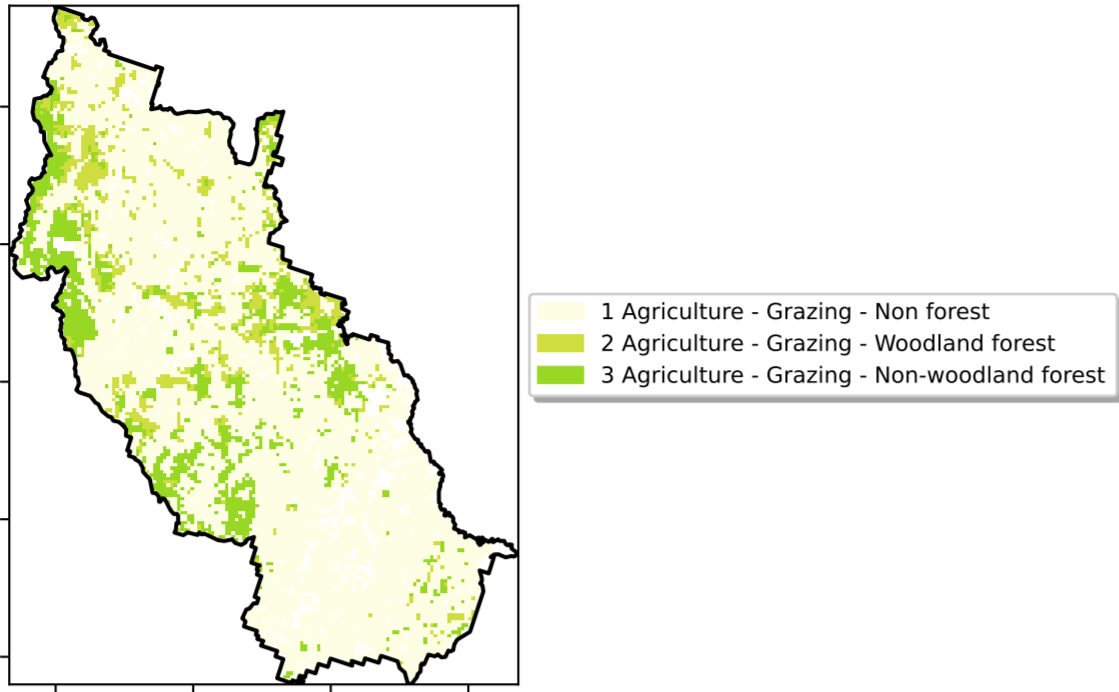 1 Agriculture - Grazing - Non forest
2 Agriculture - Grazing - Woodland forest
3 Agriculture - Grazing - Non-woodland forest